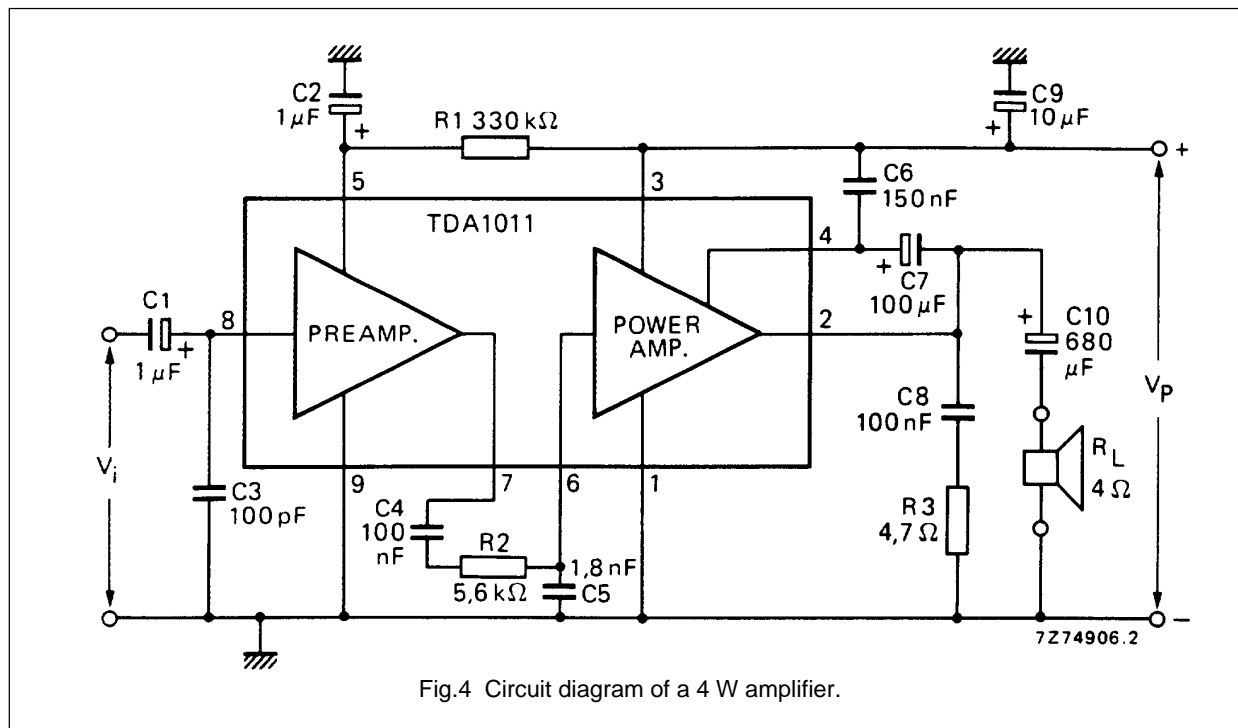 C2
1 µF
+
R1 330 kΩ
C9
10 µF
+
+
5
3
C6
150 nF
TDA1011
4
+
C7
100 µF
C1
8
+
1 µF
PREAMP.
POWER
AMP.
2
+
C10
680
µF
Vp
C8
100 nF
Vi
9
7
6
1
C3
100 pF
C4
100
nF
R2
5,6 kΩ
1,8 nF
C5
R3
4,7 Ω
RL
4 Ω
−
7Z74906.2
Fig.4 Circuit diagram of a 4 W amplifier.